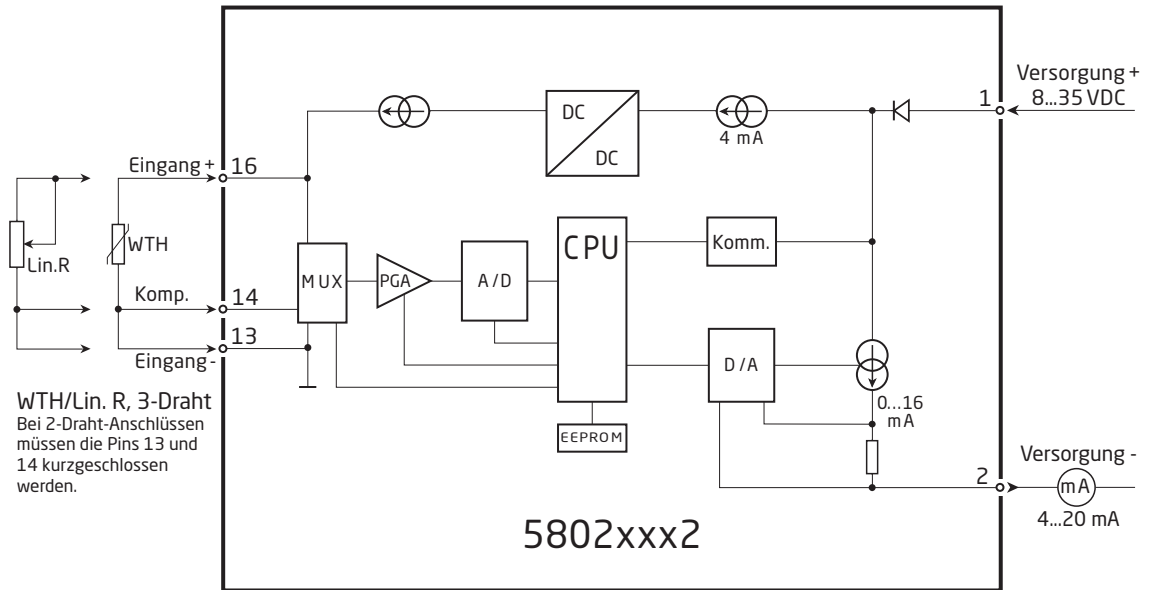 Versorgung +
8...35 VDC
1
DC
DC
4 mA
Eingang +
16
WTH
Lin.R
CPU
Komm.
MUX
PGA
A/D
Komp.
14
13
Eingang -
D/A
WTH/Lin. R, 3-Draht
Bei 2-Draht-Anschlüssen
müssen die Pins 13 und
14 kurzgeschlossen
werden.
0...16
mA
EEPROM
Versorgung -
2
mA
4...20 mA
5802xxx2